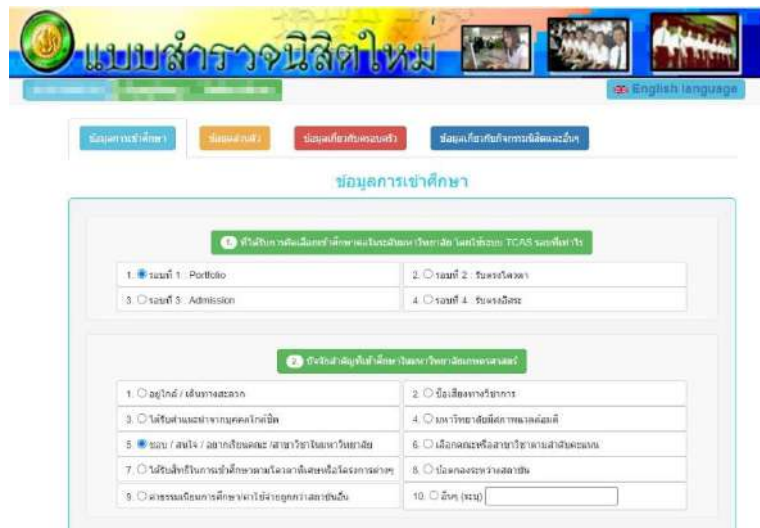 แบบสำรวจนิสิตใหม่
English language
ข้อมูลการเข้าศึกษา
ข้อมูลส่วนตัว
ข้อมูลเกี่ยวกับครอบครัว
ข้อมูลเกี่ยวกับกิจกรรมนิสิตและอื่นๆ
ข้อมูลการเข้าศึกษา
1. ที่ได้รับการคัดเลือกเข้าศึกษาต่อในระดับมหาวิทยาลัย โดยใช้ระบบ TCAS รอบที่เท่าไร
1. รอบที่ 1 : Portfolio
2. รอบที่ 2 : รับตรงโควตา
3. รอบที่ 3 : Admission
4. รอบที่ 4 : รับตรงอิสระ
2. ปัจจัยสำคัญที่เข้าศึกษาในมหาวิทยาลัยเกษตรศาสตร์
1. อยู่ใกล้ / เดินทางสะดวก
2. ชื่อเสียงทางวิชาการ
3. ได้รับคำแนะนำจากบุคคลใกล้ชิด
4. มหาวิทยาลัยมีสภาพแวดล้อมดี
5. ชอบ / สนใจ / อยากเรียนคณะ /สาขาวิชาในมหาวิทยาลัย
6. เลือกคณะหรือสาขาวิชาตามลำดับคะแนน
7. ได้รับสิทธิ์ในการเข้าศึกษาตามโควตาพิเศษหรือโครงการต่างๆ
8. ข้อตกลงระหว่างสถาบัน
9. ค่าธรรมเนียมการศึกษา/ค่าใช้จ่ายถูกกว่าสถาบันอื่น
10. อื่นๆ (ระบุ)